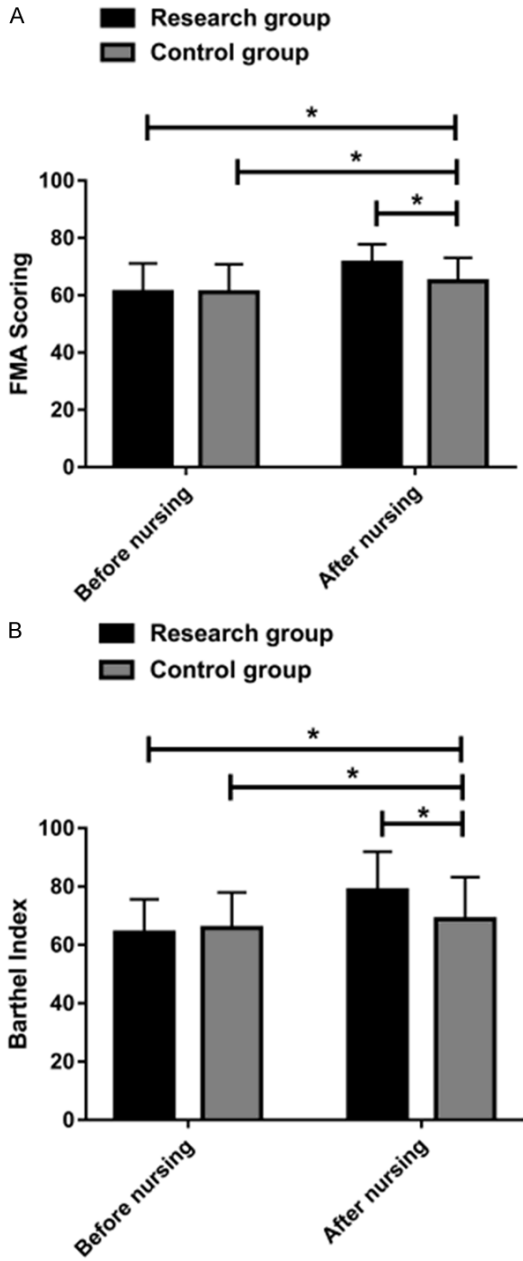 A
Research group
Control group
*
*
*
100
80
60
40
20
0
FMA Scoring
Before nursing
After nursing
B
Research group
Control group
*
*
*
100
80
60
40
20
0
Barthel Index
Before nursing
After nursing